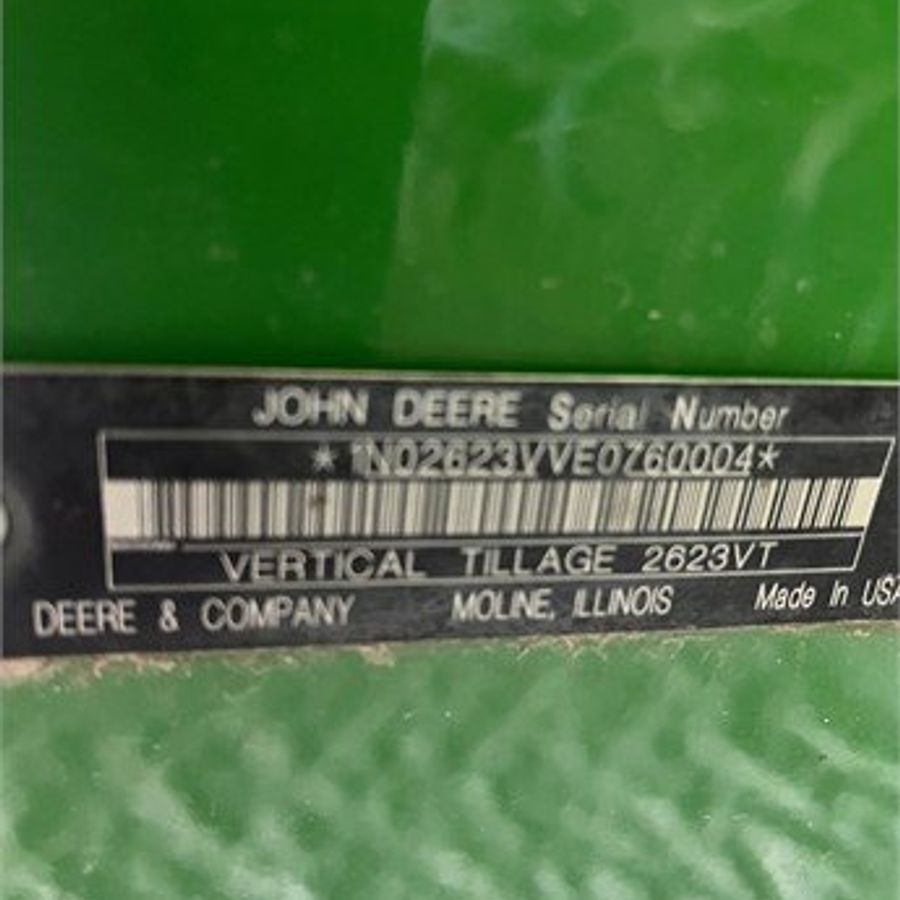 JOHN DEERE Serial Number
*1N02623VVE0760004*
VERTICAL TILLAGE 2623VT
DEERE & COMPANY MOLINE, ILLINOIS Made In USA